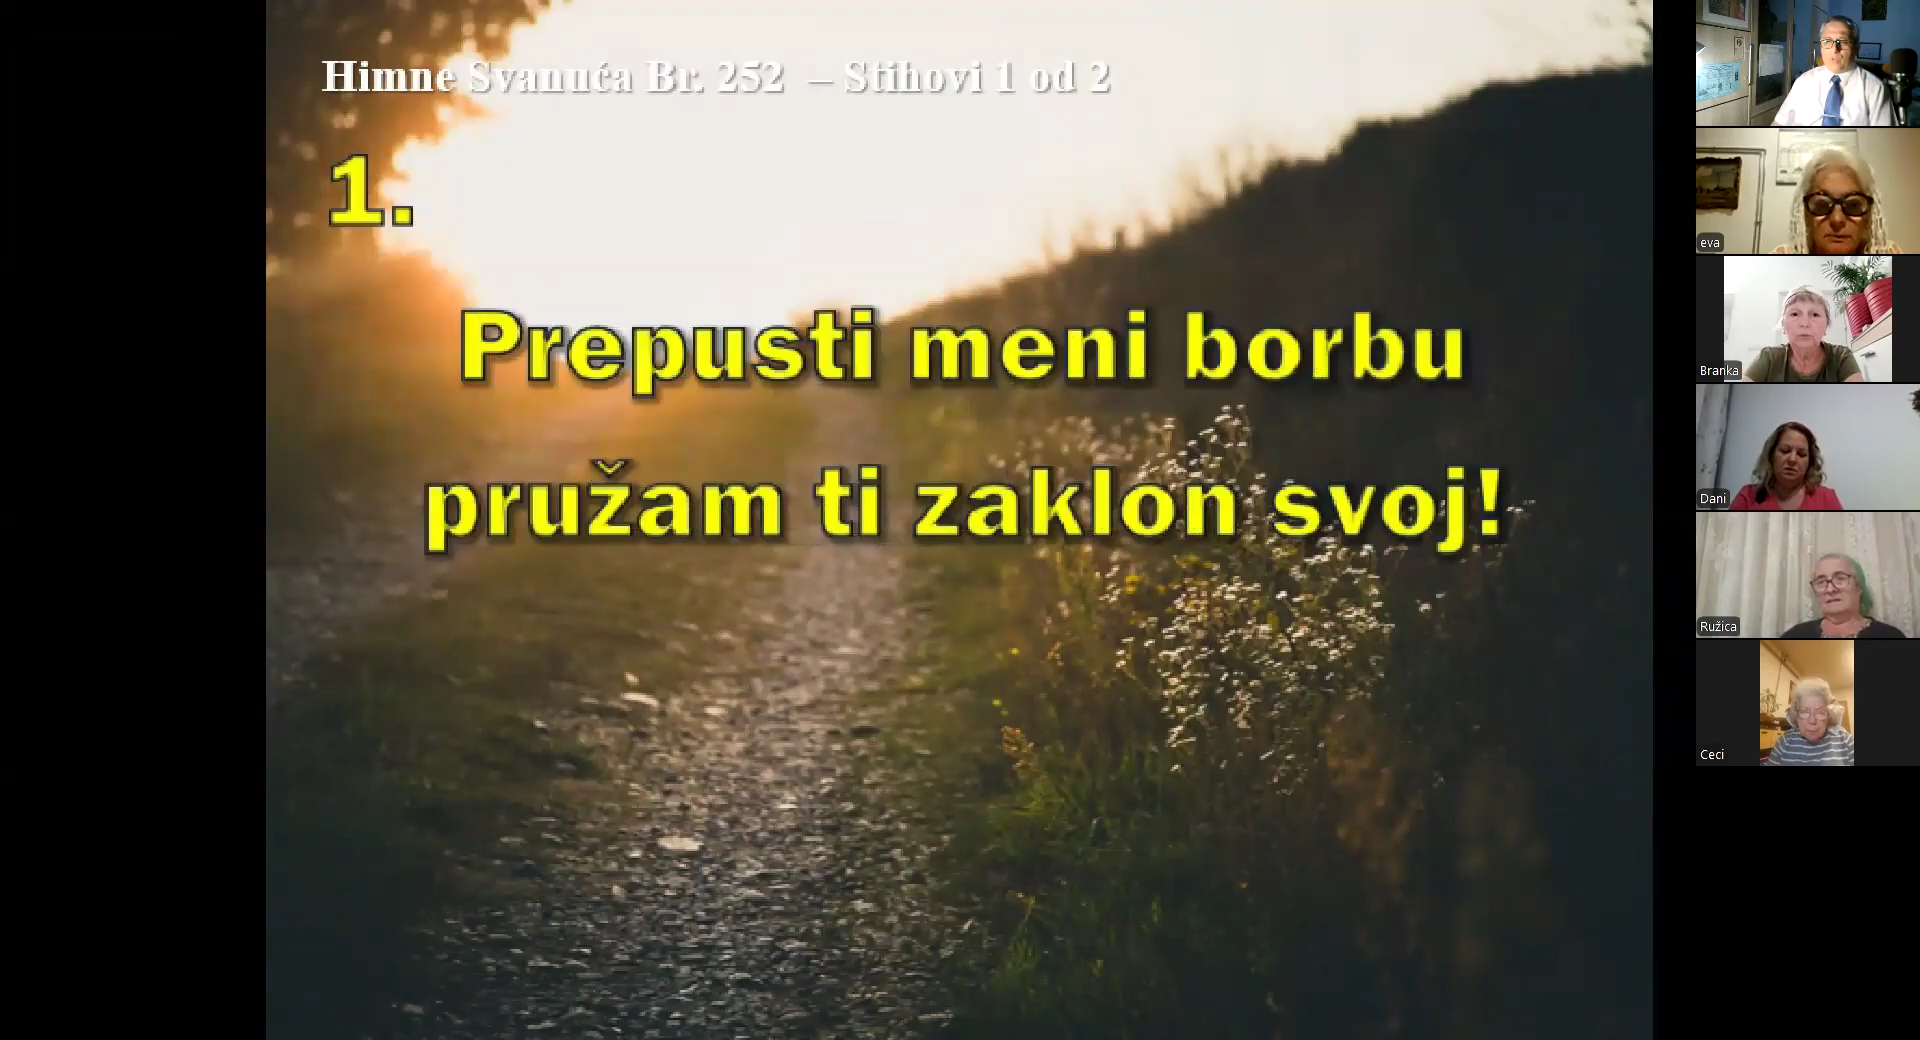 Himne Svanuća Br. 252 – Stihovi 1 od 2
1.
Prepusti meni borbu
pružam ti zaklon svoj!
eva
Branka
Dani
Ružica
Ceci